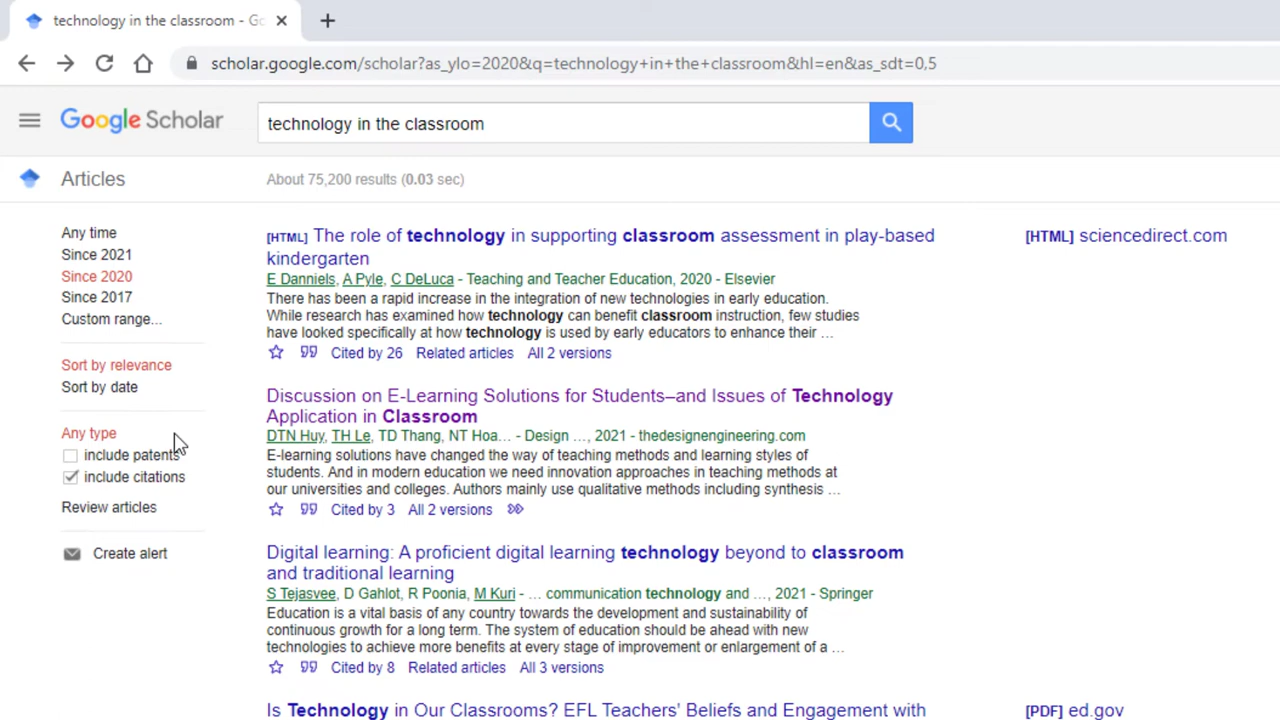 technology in the classroom - Go
scholar.google.com/scholar?as_ylo=2020&q=technology+in+the+classroom&hl=en&as_sdt=0,5
Google Scholar
technology in the classroom
Articles
About 75,200 results (0.03 sec)
Any time
Since 2021
Since 2020
Since 2017
Custom range...
Sort by relevance
Sort by date
Any type
include patents
include citations
Review articles
Create alert
[HTML] The role of technology in supporting classroom assessment in play-based
kindergarten
E Danniels, A Pyle, C DeLuca - Teaching and Teacher Education, 2020 - Elsevier
There has been a rapid increase in the integration of new technologies in early education.
While research has examined how technology can benefit classroom instruction, few studies
have looked specifically at how technology is used by early educators to enhance their …
Cited by 26 Related articles All 2 versions
[HTML] sciencedirect.com
Discussion on E-Learning Solutions for Students–and Issues of Technology
Application in Classroom
DTN Huy, TH Le, TD Thang, NT Hoa… - Design …, 2021 - thedesignengineering.com
E-learning solutions have changed the way of teaching methods and learning styles of
students. And in modern education we need innovation approaches in teaching methods at
our universities and colleges. Authors mainly use qualitative methods including synthesis …
Cited by 3 All 2 versions
Digital learning: A proficient digital learning technology beyond to classroom
and traditional learning
S Tejasvee, D Gahlot, R Poonia, M Kuri - … communication technology and …, 2021 - Springer
Education is a vital basis of any country towards the development and sustainability of
continuous growth for a long term. The system of education should be ahead with new
technologies to achieve more benefits at every stage of improvement or enlargement of a …
Cited by 8 Related articles All 3 versions
Is Technology in Our Classrooms? EFL Teachers' Beliefs and Engagement with
[PDF] ed.gov